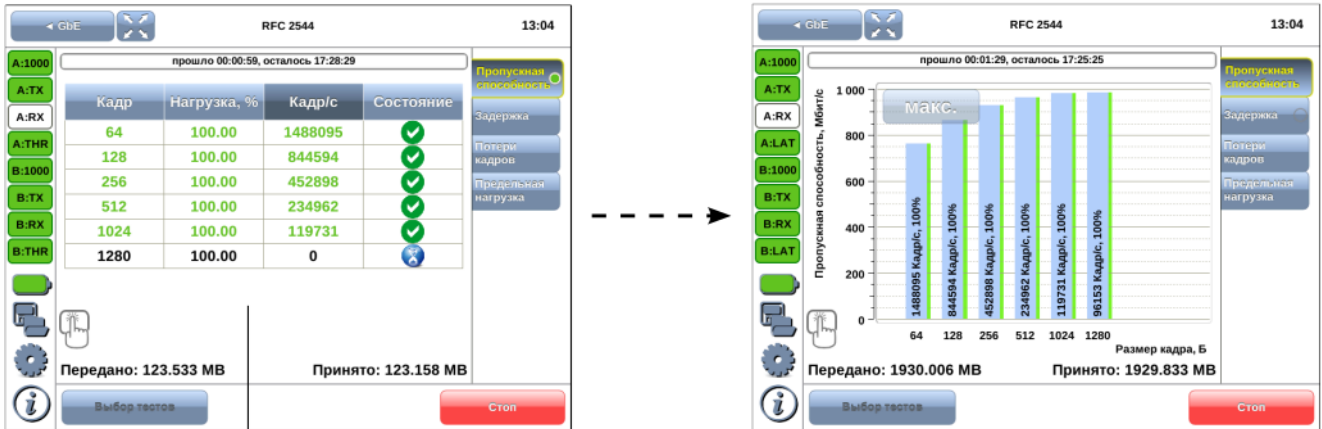 ◄ GbE
RFC 2544
13:04
прошло 00:00:59, осталось 17:28:29
A:1000
A:TX
A:RX
A:THR
B:1000
B:TX
B:RX
B:THR
Кадр Нагрузка, % Кадр/с Состояние
64 100.00 1488095
128 100.00 844594
256 100.00 452898
512 100.00 234962
1024 100.00 119731
1280 100.00 0
Пропускная
способность
Задержка
Потери
кадров
Предельная
нагрузка
Передано: 123.533 MB
Принято: 123.158 MB
Выбор тестов
Стоп
◄ GbE
RFC 2544
13:04
прошло 00:01:29, осталось 17:25:25
A:1000
A:TX
A:RX
A:LAT
B:1000
B:TX
B:RX
B:LAT
Пропускная способность, Мбит/с
1 000
800
600
400
200
0
макс.
1488095 Кадр/с, 100%
844594 Кадр/с, 100%
452898 Кадр/с, 100%
234962 Кадр/с, 100%
119731 Кадр/с, 100%
96153 Кадр/с, 100%
64 128 256 512 1024 1280
Размер кадра, Б
Пропускная
способность
Задержка
Потери
кадров
Предельная
нагрузка
Передано: 1930.006 MB
Принято: 1929.833 MB
Выбор тестов
Стоп